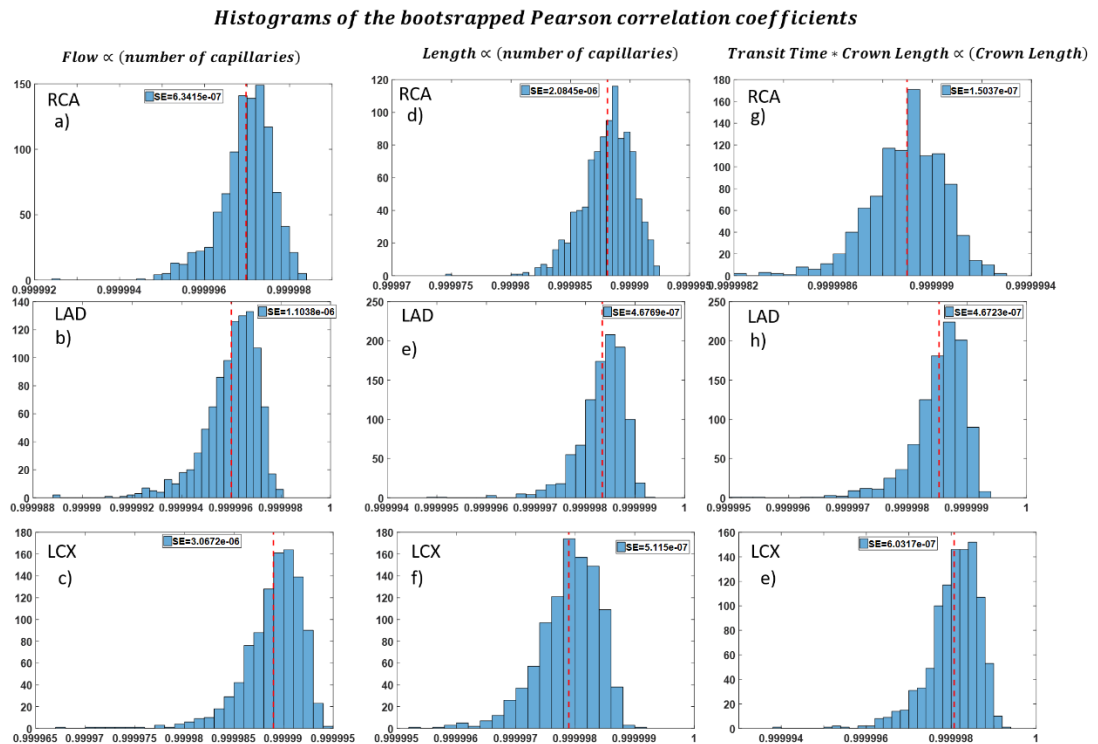 Histograms of the bootsrapped Pearson correlation coefficients
Flow ∝ (number of capillaries)
Length ∝ (number of capillaries)
Transit Time * Crown Length ∝ (Crown Length)
RCA
a)
SE=6.3415e-07
150
100
50
0
0.999992 0.999994 0.999996 0.999998
RCA
d)
SE=2.0845e-06
120
100
80
60
40
20
0
0.99997 0.999975 0.99998 0.999985 0.99999
RCA
g)
SE=1.5037e-07
180
160
140
120
100
80
60
40
20
0
0.9999986 0.999999 0.9999994
LAD
b)
SE=1.1038e-06
140
120
100
80
60
40
20
0
0.999988 0.99999 0.999992 0.999994 0.999996 0.999998 1
LAD
e)
SE=4.6769e-07
250
200
150
100
50
0
0.999994 0.999995 0.999996 0.999997 0.999998 0.999999 1
LAD
h)
SE=4.6723e-07
250
200
150
100
50
0
0.999995 0.999996 0.999997 0.999998 0.999999 1
LCX
c)
SE=3.0672e-06
180
160
140
120
100
80
60
40
20
0
0.999965 0.99997 0.999975 0.99998 0.999985 0.99999 0.999995
LCX
f)
SE=5.115e-07
180
160
140
120
100
80
60
40
20
0
0.999995 0.999996 0.999997 0.999998 0.999999 1
LCX
e)
SE=6.0317e-07
160
140
120
100
80
60
40
20
0
0.999994 0.999996 0.999998 1